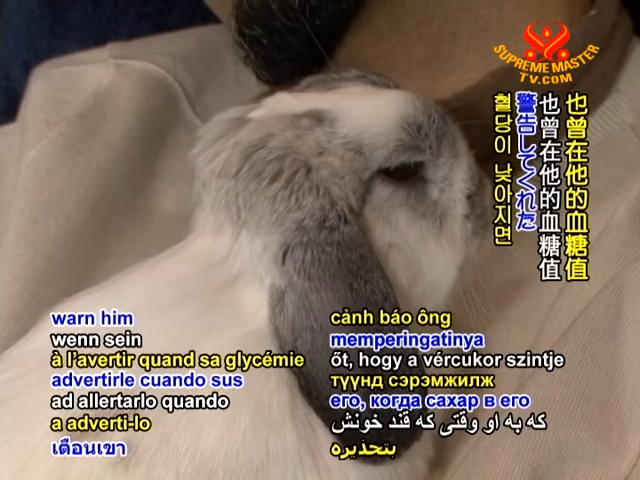 SUPREME MASTER
TV.COM
也曾在他的血糖值
也曾在他的血糖值
警告してくれた
혈당이 낮아지면
warn him
wenn sein
à l'avertir quand sa glycémie
advertirle cuando sus
ad allertarlo quando
a adverti-lo
เตือนเขา
cảnh báo ông
memperingatinya
őt, hogy a vércukor szintje
түүнд сэрэмжилж
его, когда сахар в его
که به او وقتی که قند خونش
بتحذيره